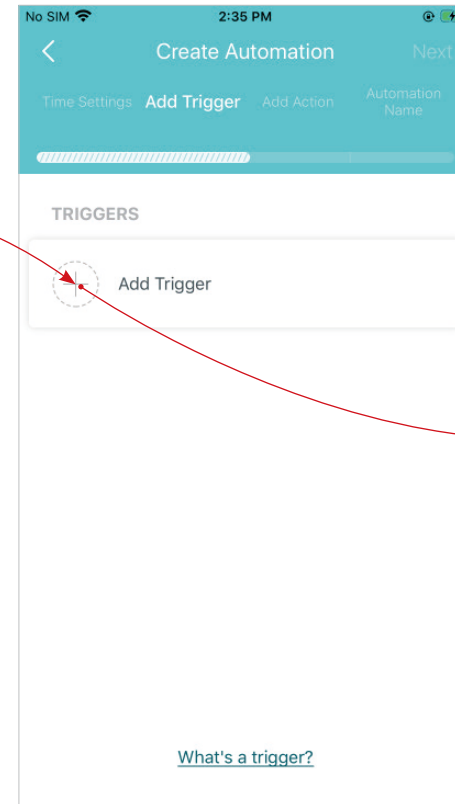 No SIM 2:35 PM
Create Automation Next
Time Settings Add Trigger Add Action Automation Name
TRIGGERS
Add Trigger
What's a trigger?